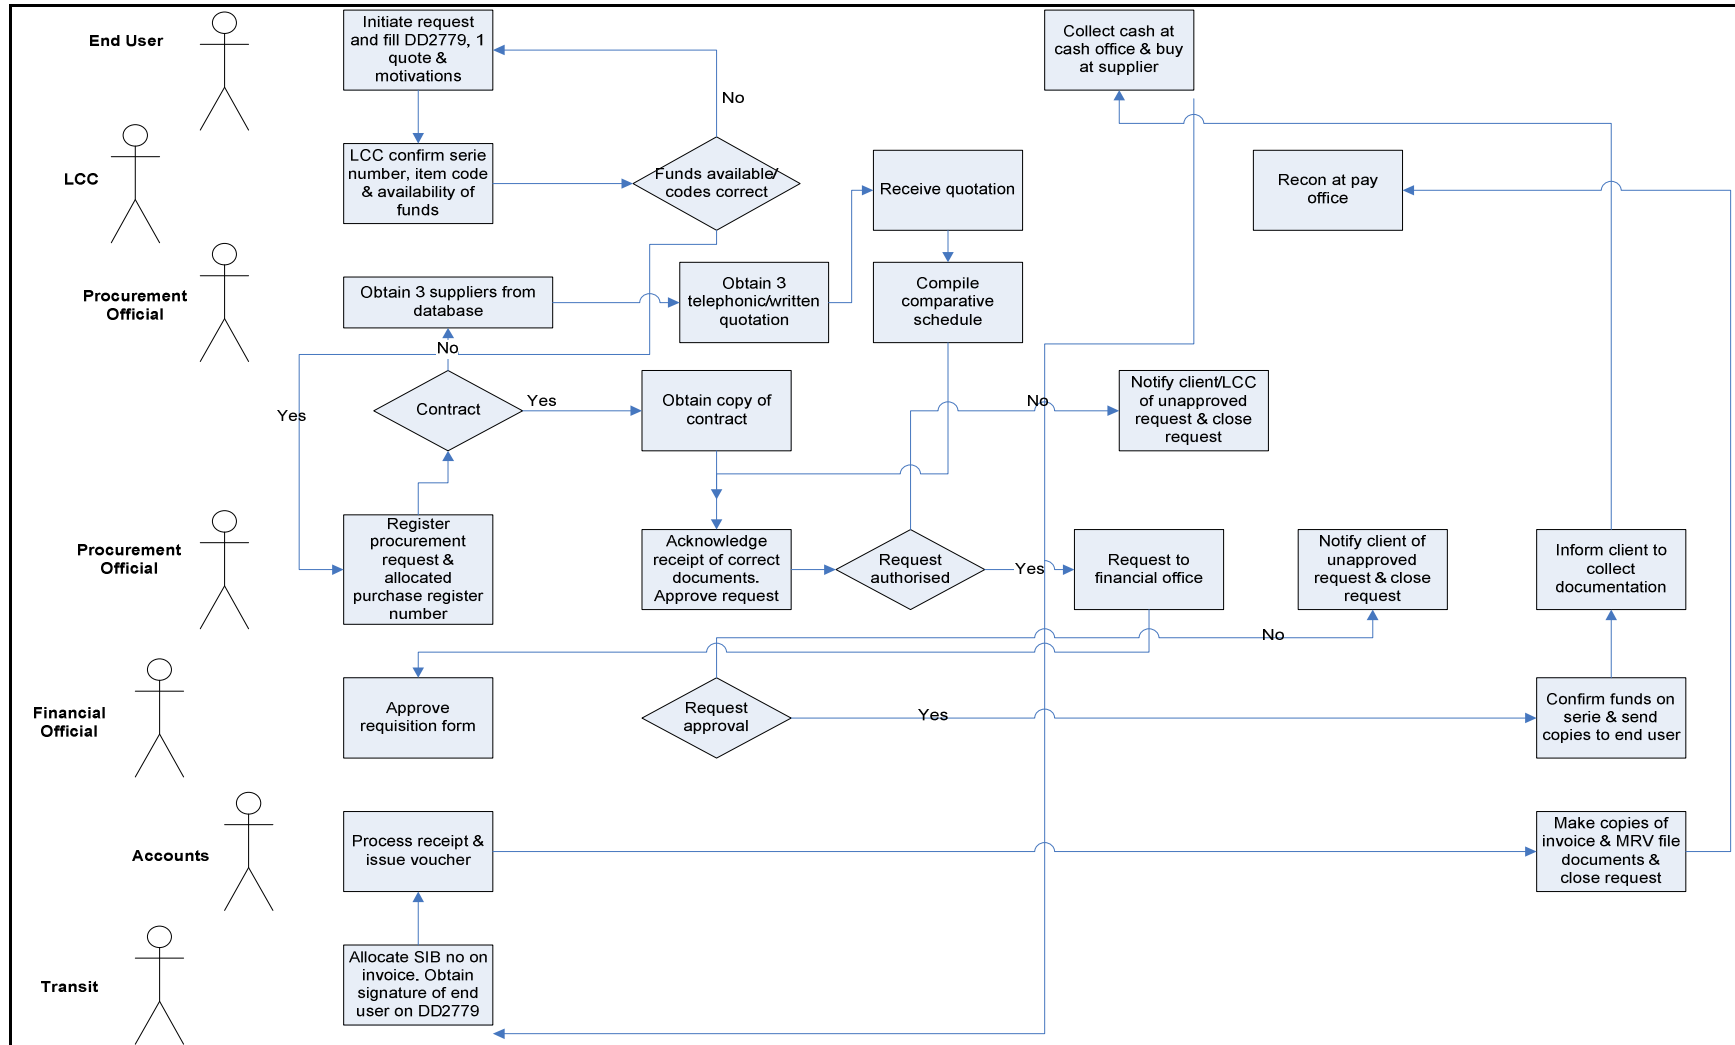 End User
Initiate request
and fill DD2779, 1
quote &
motivations
Collect cash at
cash office & buy
at supplier
No
LCC
LCC confirm serie
number, item code
& availability of
funds
Funds available/
codes correct
Receive quotation
Recon at pay
office
Procurement
Official
Obtain 3 suppliers from
database
Obtain 3
telephonic/written
quotation
Compile
comparative
schedule
No
Yes
Contract
Yes
Obtain copy of
contract
No
Notify client/LCC
of unapproved
request & close
request
Procurement
Official
Register
procurement
request &
allocated
purchase register
number
Acknowledge
receipt of correct
documents.
Approve request
Request
authorised
Yes
Request to
financial office
Notify client of
unapproved
request & close
request
Inform client to
collect
documentation
No
Financial
Official
Approve
requisition form
Request
approval
Yes
Confirm funds on
serie & send
copies to end user
Accounts
Process receipt &
issue voucher
Make copies of
invoice & MRV file
documents &
close request
Transit
Allocate SIB no on
invoice. Obtain
signature of end
user on DD2779